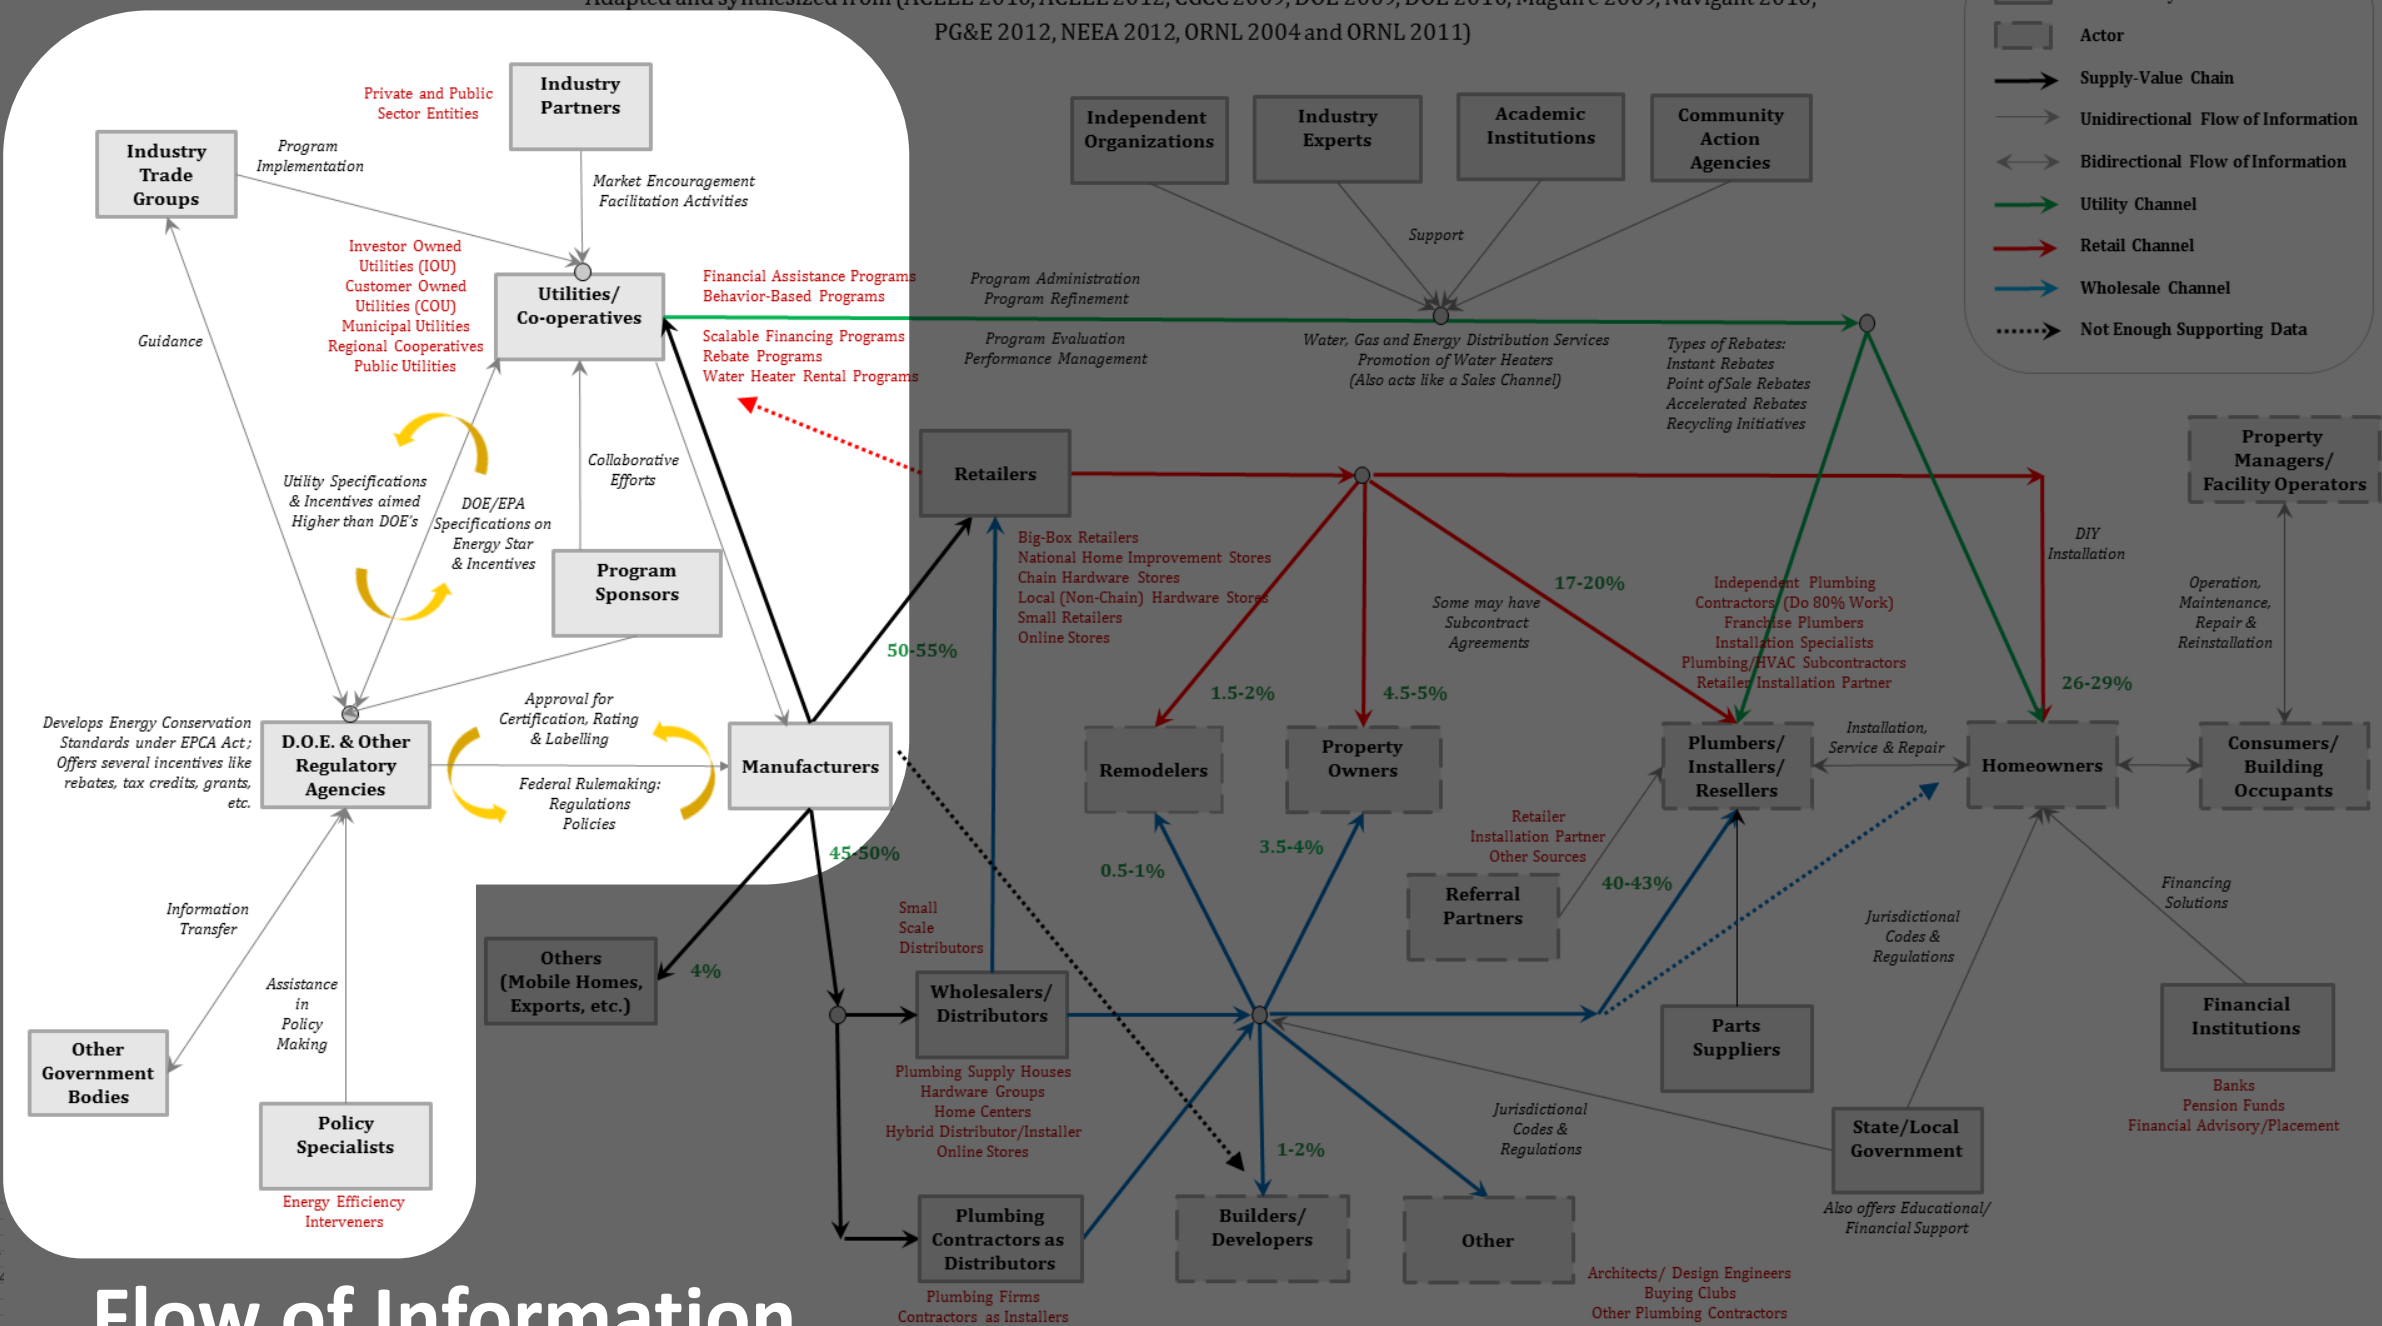 PG&E 2012, NEEA 2012, ORNL 2004 and ORNL 2011)
Actor
Supply-Value Chain
Unidirectional Flow of Information
Bidirectional Flow of Information
Utility Channel
Retail Channel
Wholesale Channel
Not Enough Supporting Data
Industry
Partners
Private and Public
Sector Entities
Industry
Trade
Groups
Program
Implementation
Market Encouragement
Facilitation Activities
Independent
Organizations
Industry
Experts
Academic
Institutions
Community
Action
Agencies
Support
Investor Owned
Utilities (IOU)
Customer Owned
Utilities (COU)
Municipal Utilities
Regional Cooperatives
Public Utilities
Utilities/
Co-operatives
Financial Assistance Programs
Behavior-Based Programs
Scalable Financing Programs
Rebate Programs
Water Heater Rental Programs
Program Administration
Program Refinement
Program Evaluation
Performance Management
Water, Gas and Energy Distribution Services
Promotion of Water Heaters
(Also acts like a Sales Channel)
Types of Rebates:
Instant Rebates
Point of Sale Rebates
Accelerated Rebates
Recycling Initiatives
Guidance
Utility Specifications
& Incentives aimed
Higher than DOE's
DOE/EPA
Specifications on
Energy Star
& Incentives
Collaborative
Efforts
Program
Sponsors
Retailers
Big-Box Retailers
National Home Improvement Stores
Chain Hardware Stores
Local (Non-Chain) Hardware Stores
Small Retailers
Online Stores
50-55%
Some may have
Subcontract
Agreements
17-20%
Independent Plumbing
Contractors (Do 80% Work)
Franchise Plumbers
Installation Specialists
Plumbing/HVAC Subcontractors
Retailer Installation Partner
DIY
Installation
Property
Managers/
Facility Operators
Operation,
Maintenance,
Repair &
Reinstallation
1.5-2%
4.5-5%
26-29%
Develops Energy Conservation
Standards under EPCA Act;
Offers several incentives like
rebates, tax credits, grants,
etc.
D.O.E. & Other
Regulatory
Agencies
Approval for
Certification, Rating
& Labelling
Federal Rulemaking:
Regulations
Policies
Manufacturers
Remodelers
Property
Owners
Plumbers/
Installers/
Resellers
Installation,
Service & Repair
Homeowners
Consumers/
Building
Occupants
45-50%
0.5-1%
3.5-4%
Retailer
Installation Partner
Other Sources
40-43%
Referral
Partners
Jurisdictional
Codes &
Regulations
Financing
Solutions
Information
Transfer
Assistance
in
Policy
Making
Others
(Mobile Homes,
Exports, etc.)
4%
Small
Scale
Distributors
Wholesalers/
Distributors
Plumbing Supply Houses
Hardware Groups
Home Centers
Hybrid Distributor/Installer
Online Stores
Parts
Suppliers
Financial
Institutions
Banks
Pension Funds
Financial Advisory/Placement
Other
Government
Bodies
Policy
Specialists
Energy Efficiency
Interveners
Jurisdictional
Codes &
Regulations
State/Local
Government
Also offers Educational/
Financial Support
1-2%
Plumbing
Contractors as
Distributors
Plumbing Firms
Contractors as Installers
Builders/
Developers
Other
Architects/ Design Engineers
Buying Clubs
Other Plumbing Contractors
Flow of Information